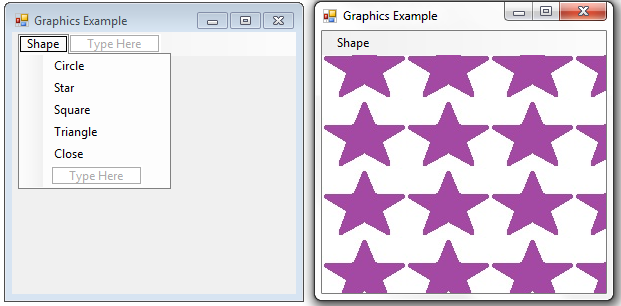 Graphics Example
Shape
Type Here
Circle
Star
Square
Triangle
Close
Type Here
Graphics Example
Shape